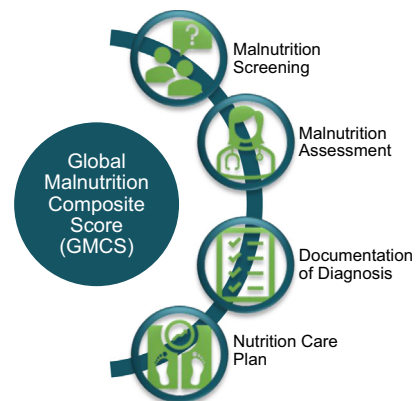 Malnutrition
Screening
Malnutrition
Assessment
Global
Malnutrition
Composite
Score
(GMCS)
Documentation
of Diagnosis
Nutrition Care
Plan
?